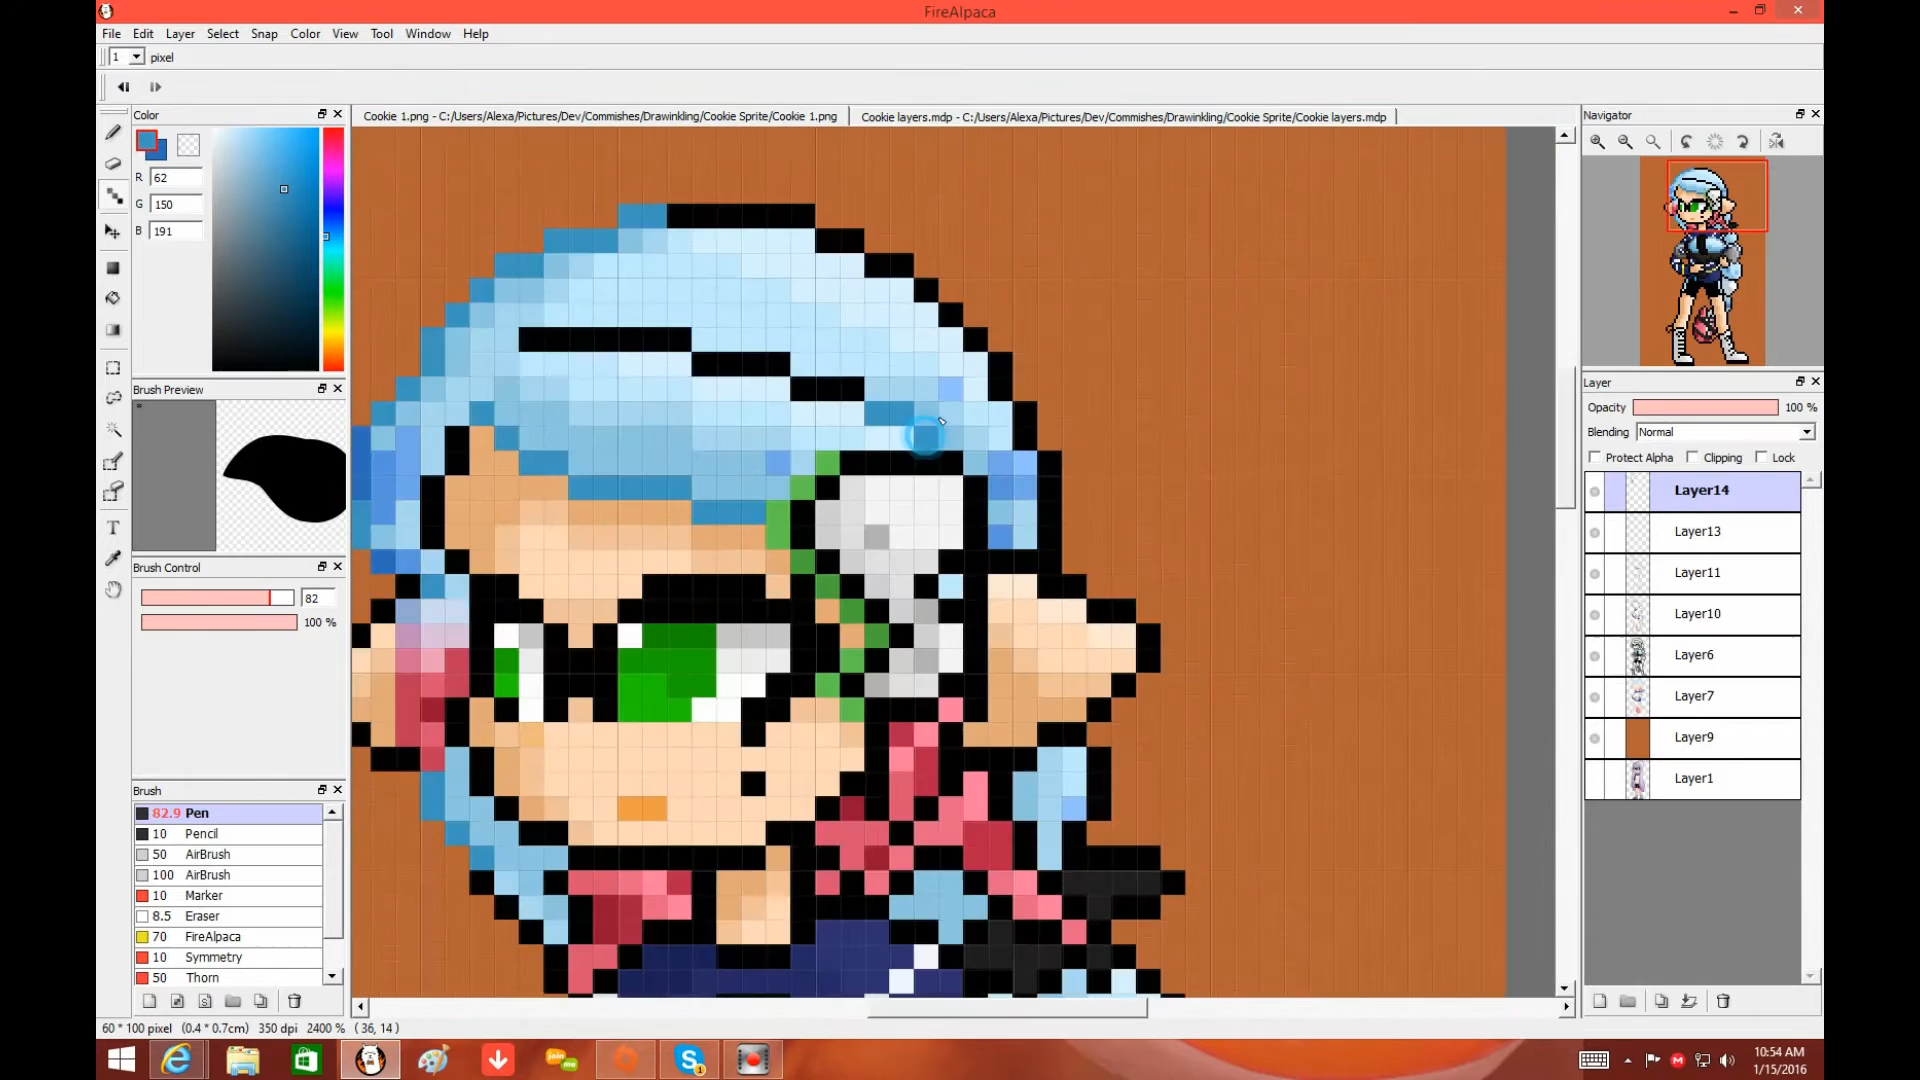 FireAlpaca
File Edit Layer Select Snap Color View Tool Window Help
1 pixel
Color
Cookie 1.png - C:/Users/Alexa/Pictures/Dev/Commishes/Drawinkling/Cookie Sprite/Cookie 1.png
Cookie layers.mdp - C:/Users/Alexa/Pictures/Dev/Commishes/Drawinkling/Cookie Sprite/Cookie layers.mdp
Navigator
R 62
G 150
B 191
Brush Preview
Layer
Opacity 100 %
Blending Normal
Protect Alpha Clipping Lock
Layer14
Layer13
Layer11
Layer10
Layer6
Layer7
Layer9
Layer1
T
Brush Control
82
100 %
Brush
82.9 Pen
10 Pencil
50 AirBrush
100 AirBrush
10 Marker
8.5 Eraser
70 FireAlpaca
10 Symmetry
50 Thorn
60 * 100 pixel (0.4 * 0.7cm) 350 dpi 2400 % ( 36, 14 )
join me
S 1
M
10:54 AM
1/15/2016